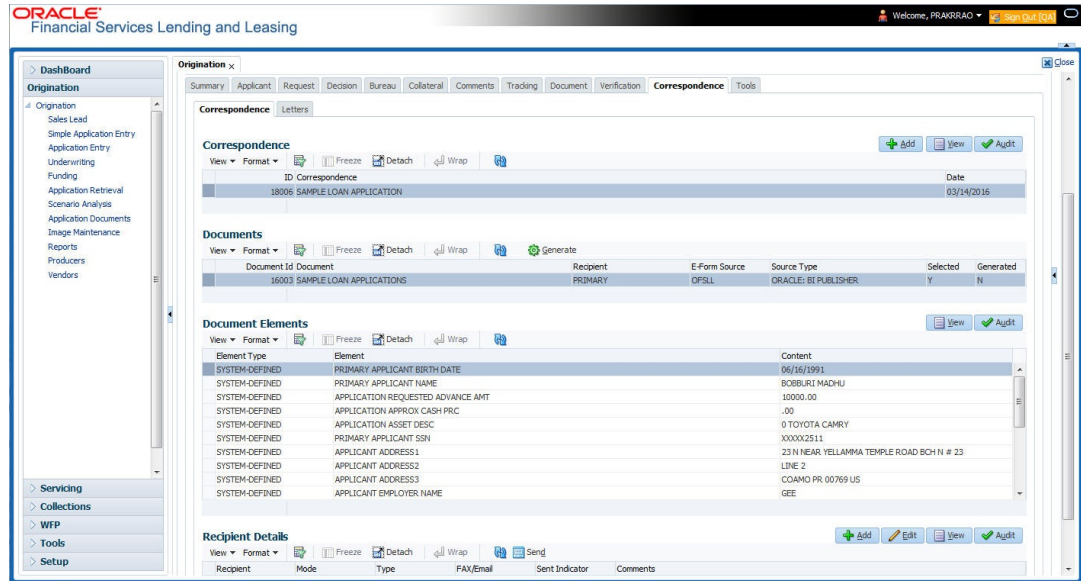 ORACLE
Financial Services Lending and Leasing
Welcome, PRAKRRAO
Sign Out [QA]
Close
DashBoard
Origination
Origination
Sales Lead
Simple Application Entry
Application Entry
Underwriting
Funding
Application Retrieval
Scenario Analysis
Application Documents
Image Maintenance
Reports
Producers
Vendors
Servicing
Collections
WFP
Tools
Setup
Origination x
Summary Applicant Request Decision Bureau Collateral Comments Tracking Document Verification Correspondence Tools
Correspondence Letters
Correspondence
Add View Audit
View Format Freeze Detach Wrap
ID Correspondence Date
18006 SAMPLE LOAN APPLICATION 03/14/2016
Documents
View Format Freeze Detach Wrap Generate
Document Id Document Recipient E-Form Source Source Type Selected Generated
16003 SAMPLE LOAN APPLICATIONS PRIMARY OFSLL ORACLE: BI PUBLISHER Y N
Document Elements
View Audit
View Format Freeze Detach Wrap
Element Type Element Content
SYSTEM-DEFINED PRIMARY APPLICANT BIRTH DATE 06/16/1991
SYSTEM-DEFINED PRIMARY APPLICANT NAME BOBBURI MADHU
SYSTEM-DEFINED APPLICATION REQUESTED ADVANCE AMT 10000.00
SYSTEM-DEFINED APPLICATION APPROX CASH PRC .00
SYSTEM-DEFINED APPLICATION ASSET DESC 0 TOYOTA CAMRY
SYSTEM-DEFINED PRIMARY APPLICANT SSN XXXXX2511
SYSTEM-DEFINED APPLICANT ADDRESS1 23 N NEAR YELLAMMA TEMPLE ROAD BCH N # 23
SYSTEM-DEFINED APPLICANT ADDRESS2 LINE 2
SYSTEM-DEFINED APPLICANT ADDRESS3 COAMO PR 00769 US
SYSTEM-DEFINED APPLICANT EMPLOYER NAME GEE
Recipient Details
Add Edit View Audit
View Format Freeze Detach Wrap Send
Recipient Mode Type FAX/Email Sent Indicator Comments